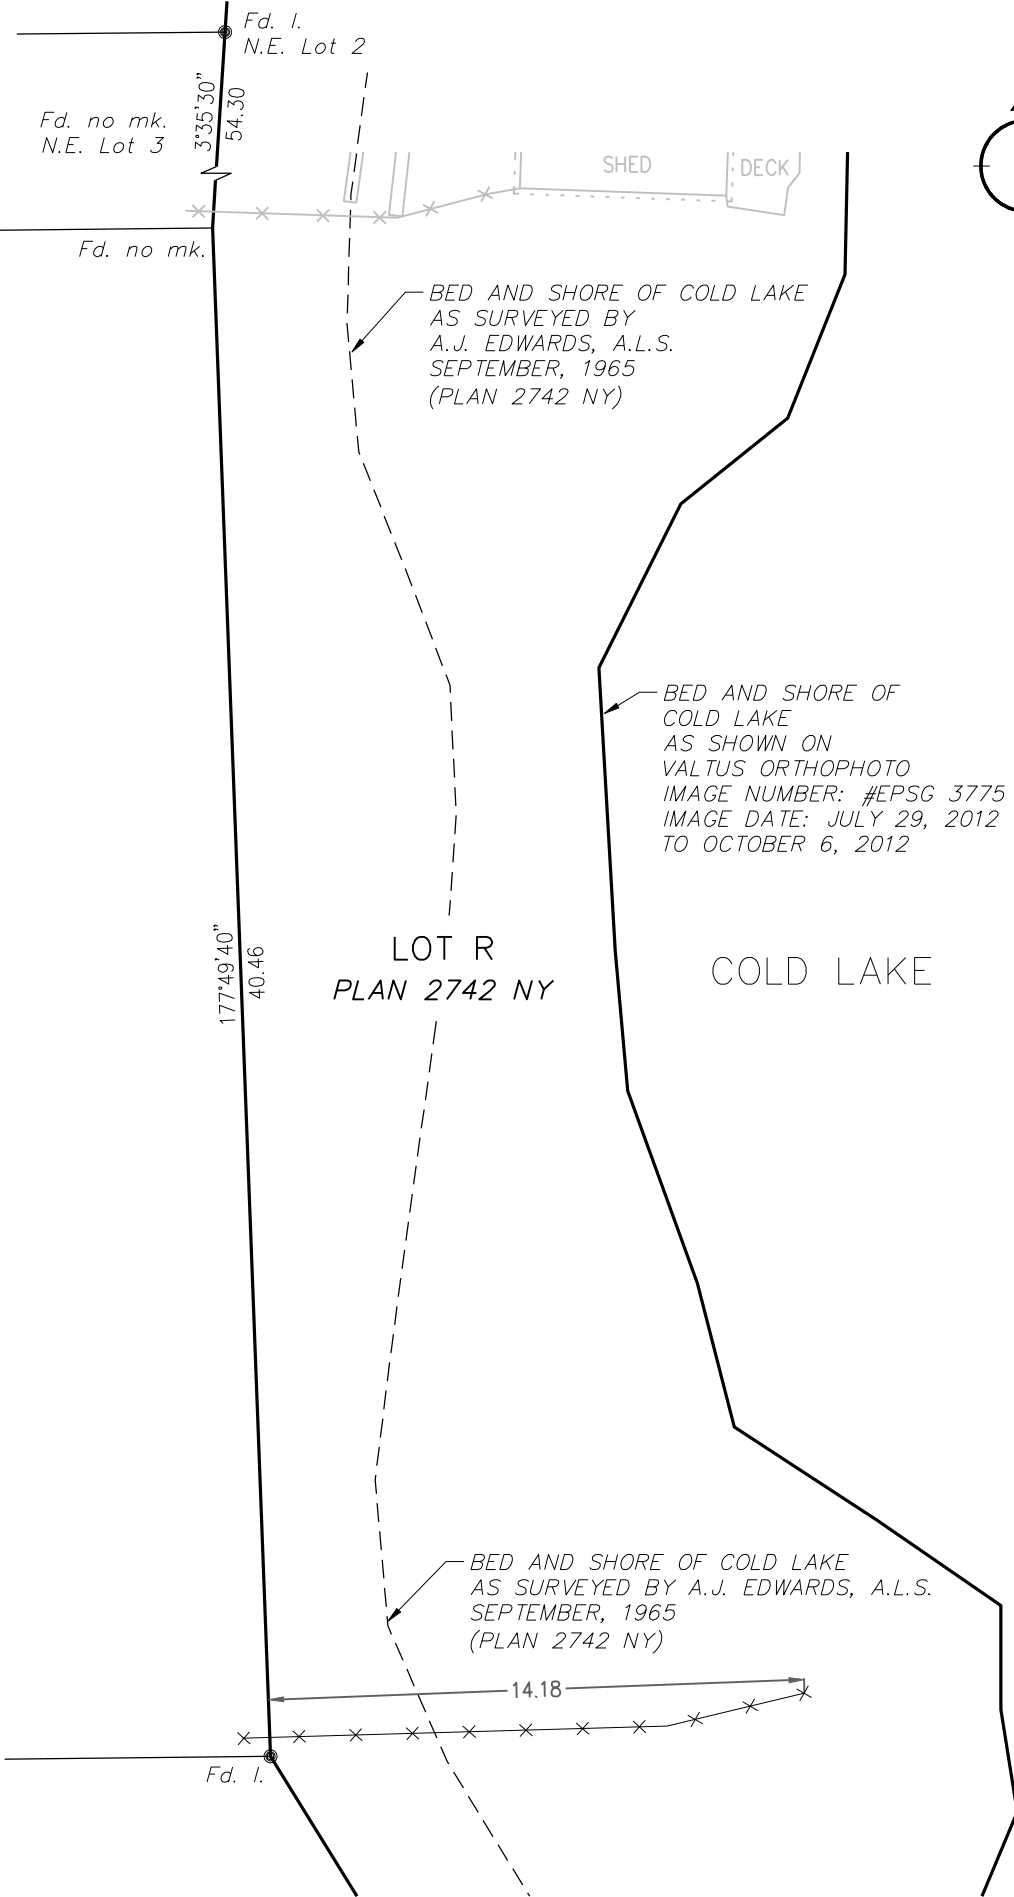 Fd. I.
N.E. Lot 2
3°35'30"
54.30
Fd. no mk.
N.E. Lot 3
SHED
DECK
Fd. no mk.
BED AND SHORE OF COLD LAKE
AS SURVEYED BY
A.J. EDWARDS, A.L.S.
SEPTEMBER, 1965
(PLAN 2742 NY)
BED AND SHORE OF
COLD LAKE
AS SHOWN ON
VALTUS ORTHOPHOTO
IMAGE NUMBER: #EPSG 3775
IMAGE DATE: JULY 29, 2012
TO OCTOBER 6, 2012
177°49'40"
40.46
LOT R
PLAN 2742 NY
COLD LAKE
BED AND SHORE OF COLD LAKE
AS SURVEYED BY A.J. EDWARDS, A.L.S.
SEPTEMBER, 1965
(PLAN 2742 NY)
14.18
Fd. I.